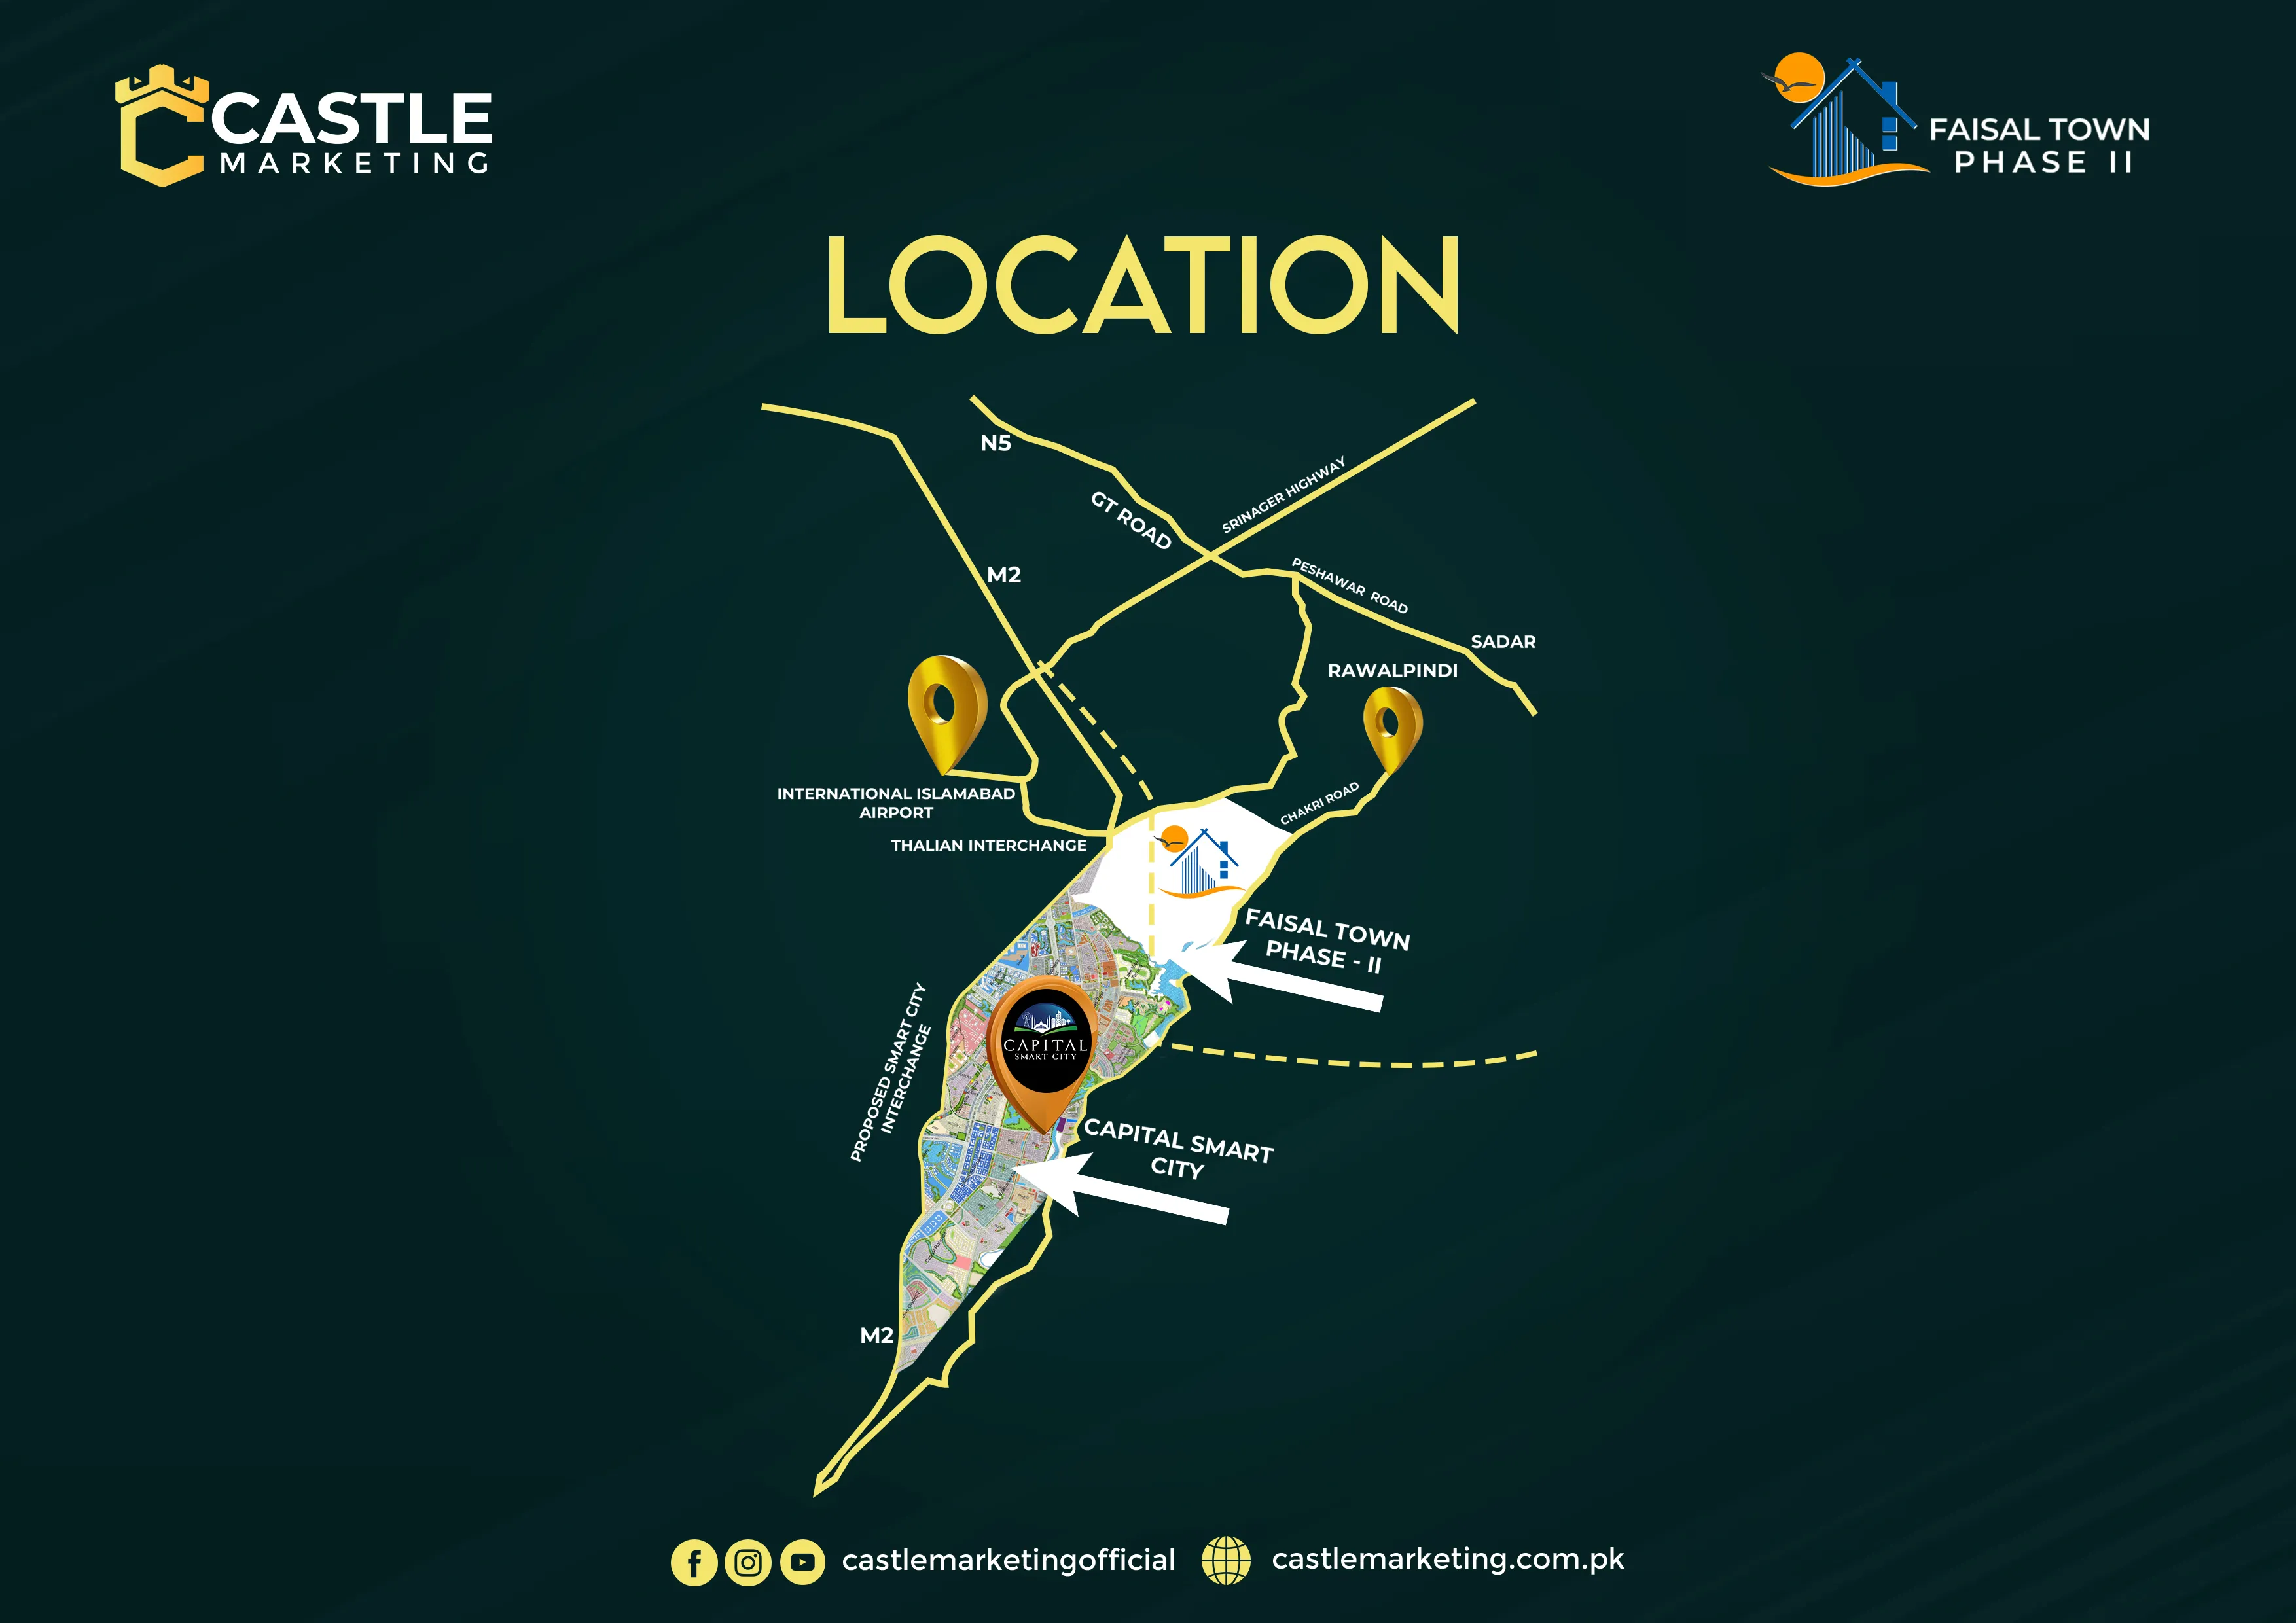 CASTLE
MARKETING
FAISAL TOWN
PHASE II
LOCATION
N5
GT ROAD
SRINAGER HIGHWAY
M2
PESHAWAR ROAD
SADAR
RAWALPINDI
INTERNATIONAL ISLAMABAD
AIRPORT
CHAKRI ROAD
THALIAN INTERCHANGE
FAISAL TOWN
PHASE - II
PROPOSED SMART CITY
INTERCHANGE
CAPITAL
SMART CITY
CAPITAL SMART
CITY
M2
castlemarketingofficial
castlemarketing.com.pk